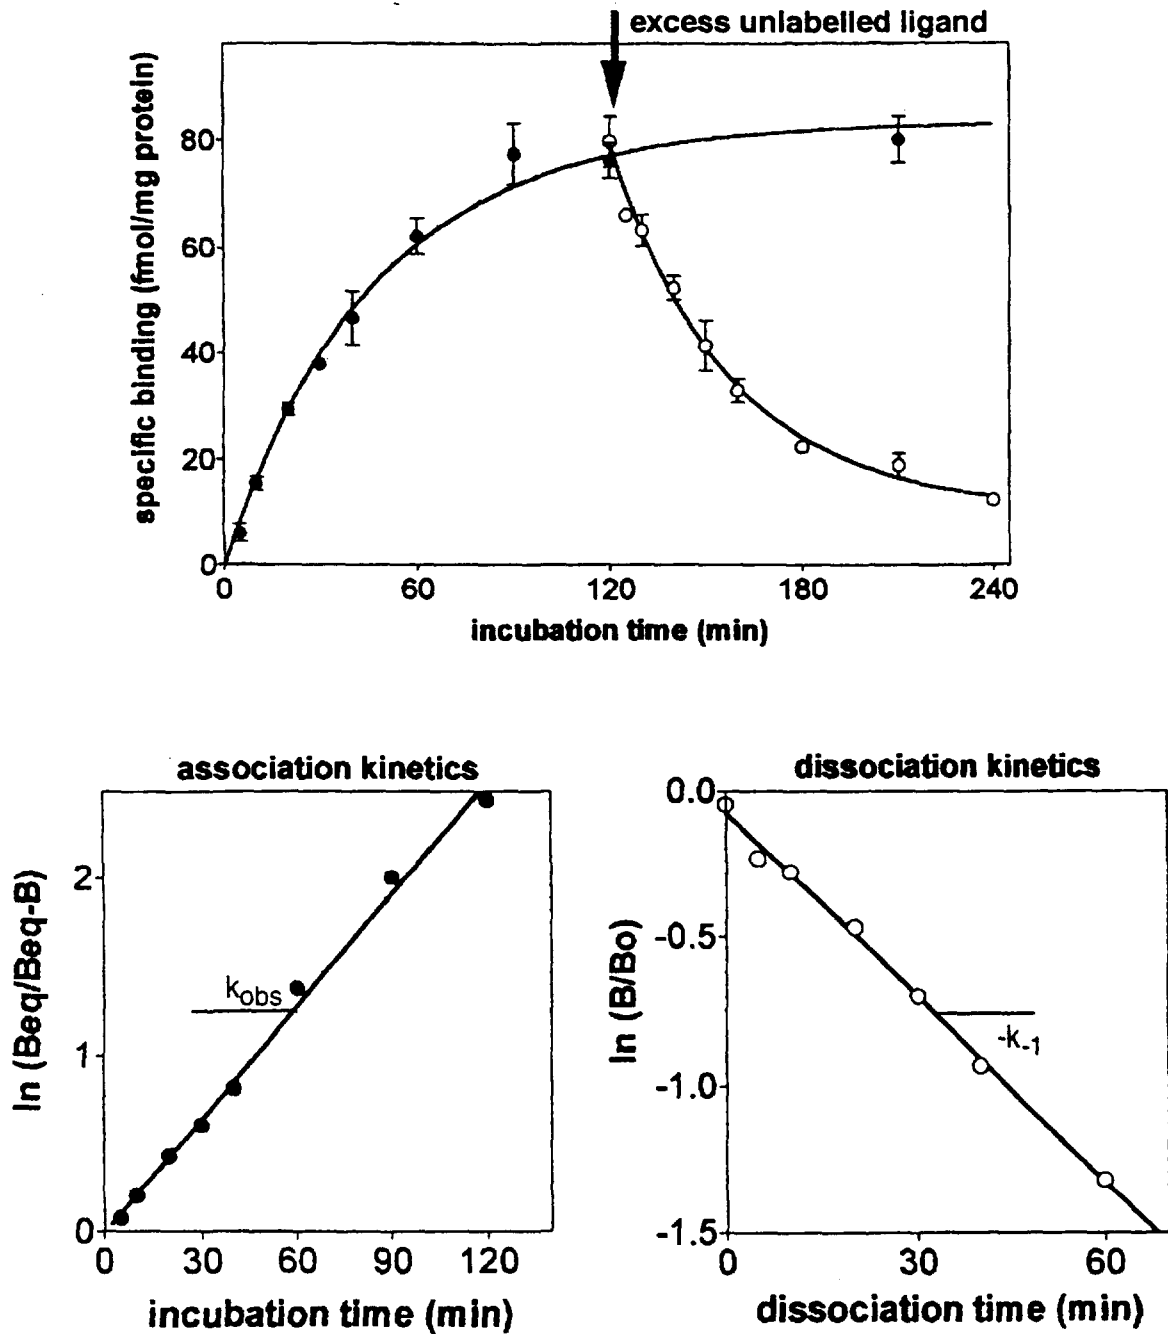 excess unlabelled ligand
specific binding (fmol/mg protein)
80
60
40
20
0
0 60 120 180 240
incubation time (min)
association kinetics
ln (Beq/Beq-B)
2
1
0
kobs
0 30 60 90 120
incubation time (min)
dissociation kinetics
ln (B/Bo)
0.0
-0.5
-1.0
-1.5
-k-1
0 30 60
dissociation time (min)